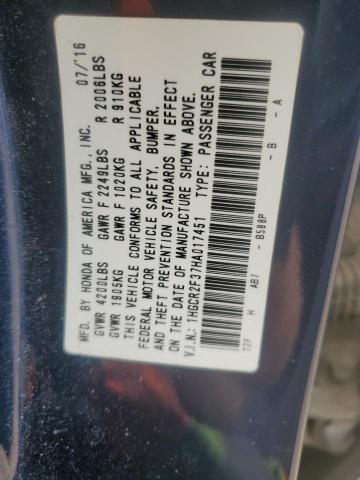 MFD. BY HONDA OF AMERICA MFG., INC. 07/'16
GVWR 4200LBS GAWR F 2249LBS R 2006LBS
GVWR 1905KG GAWR F 1020KG R 910KG
THIS VEHICLE CONFORMS TO ALL APPLICABLE
FEDERAL MOTOR VEHICLE SAFETY, BUMPER,
AND THEFT PREVENTION STANDARDS IN EFFECT
ON THE DATE OF MANUFACTURE SHOWN ABOVE.
V.I.N.: 1HGCR2F37HA017451 TYPE: PASSENGER CAR
T2F H AB7 - B588P - B - A